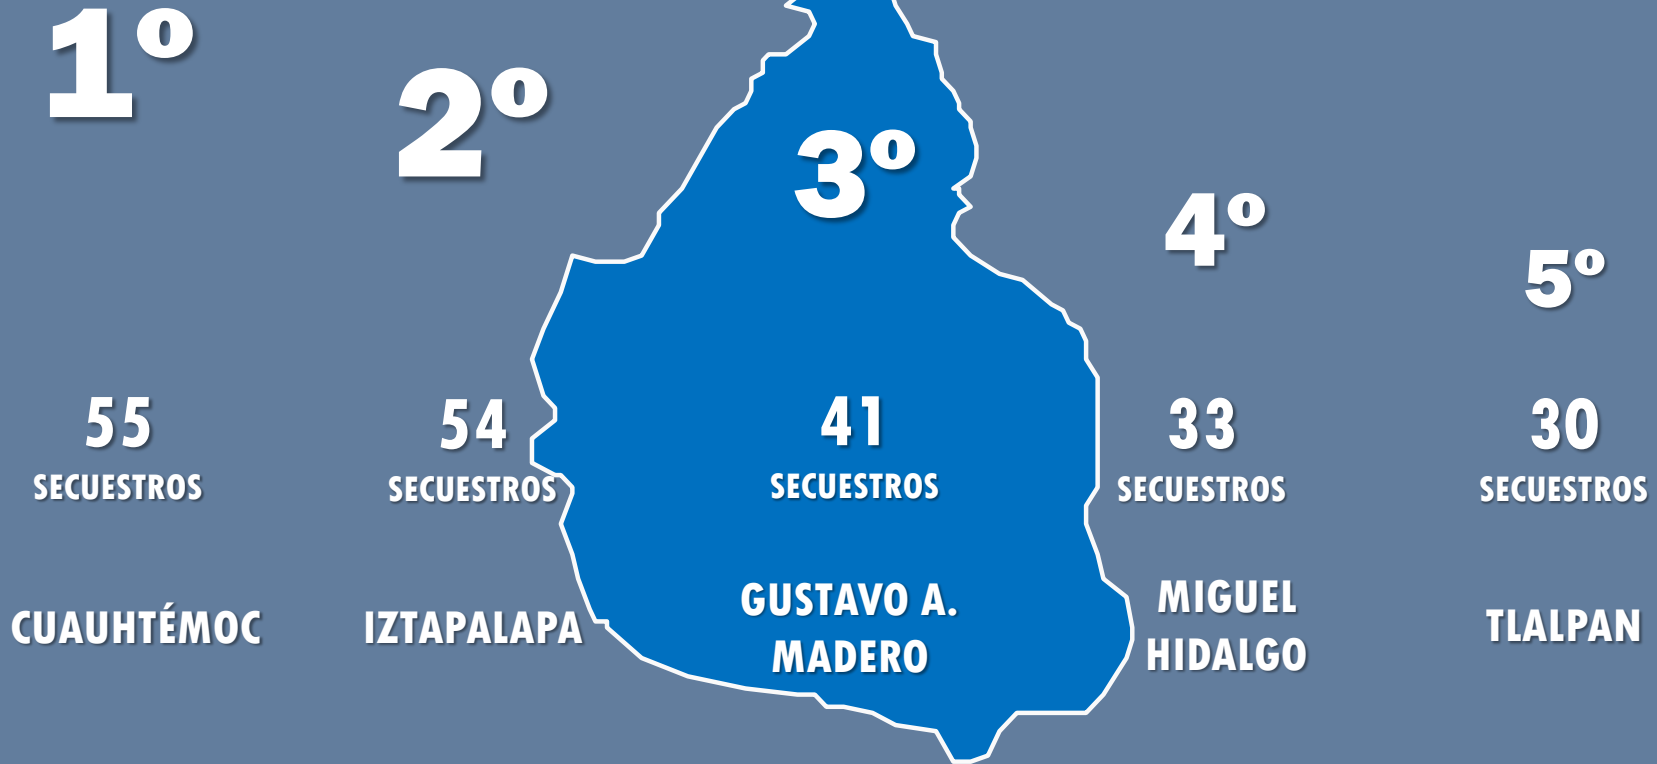 1º
2º
3º
4º
5º
55
SECUESTROS
54
SECUESTROS
41
SECUESTROS
33
SECUESTROS
30
SECUESTROS
CUAUHTÉMOC
IZTAPALAPA
GUSTAVO A.
MADERO
MIGUEL
HIDALGO
TLALPAN